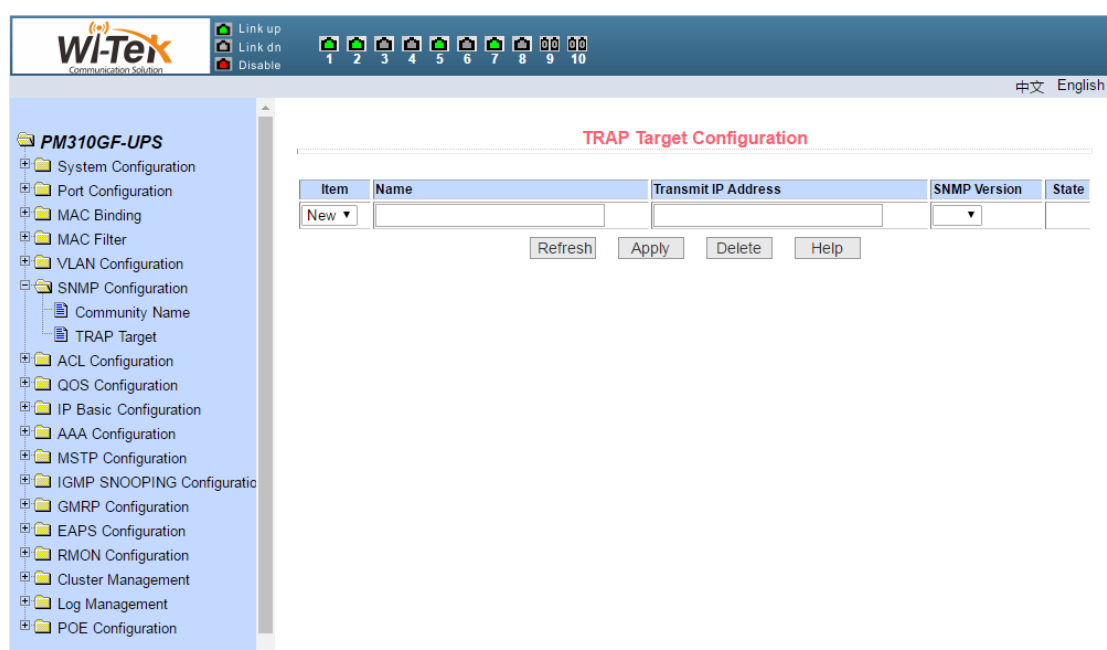 Wi-Tek
Communication Solution
Link up
Link dn
Disable
1 2 3 4 5 6 7 8 9 10
中文 English
PM310GF-UPS
System Configuration
Port Configuration
MAC Binding
MAC Filter
VLAN Configuration
SNMP Configuration
Community Name
TRAP Target
ACL Configuration
QOS Configuration
IP Basic Configuration
AAA Configuration
MSTP Configuration
IGMP SNOOPING Configuratio
GMRP Configuration
EAPS Configuration
RMON Configuration
Cluster Management
Log Management
POE Configuration
TRAP Target Configuration
Item Name Transmit IP Address SNMP Version State
New
Refresh Apply Delete Help